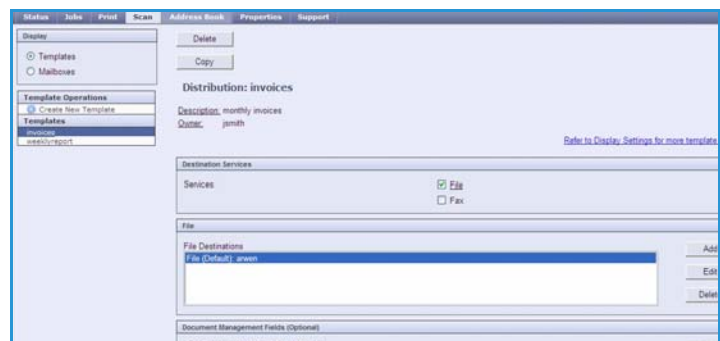 Status Jobs Print Scan Address Book Properties Support
Display
Templates
Mailboxes
Template Operations
Create New Template
Templates
invoices
weeklyreport
Delete
Copy
Distribution: invoices
Description: monthly invoices
Owner: jsmith
Refer to Display Settings for more template
Destination Services
Services
File
Fax
File
File Destinations
File (Default): arwen
Add
Edit
Delet
Document Management Fields (Optional)